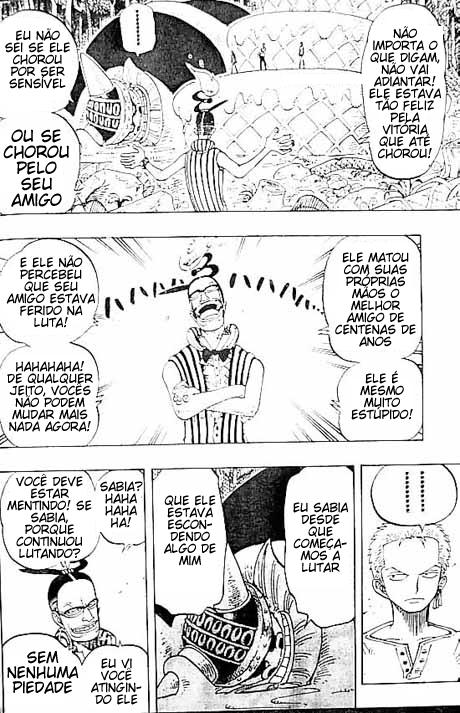 NÃO
IMPORTA O
QUE DIGAM,
NÃO VAI
ADIANTAR!
ELE ESTAVA
TÃO FELIZ
PELA
VITÓRIA
QUE ATÉ
CHOROU!
EU NÃO
SEI SE ELE
CHOROU
POR SER
SENSÍVEL
OU SE
CHOROU
PELO
SEU
AMIGO
ELE MATOU
COM SUAS
PRÓPRIAS
MÃOS O
MELHOR
AMIGO DE
CENTENAS DE
ANOS
ELE É
MESMO
MUITO
ESTÚPIDO!
E ELE NÃO
PERCEBEU
QUE SEU
AMIGO ESTAVA
FERIDO NA
LUTA!
HAHAHAHA!
DE QUALQUER
JEITO, VOCÊS
NÃO PODEM
MUDAR MAIS
NADA AGORA!
EU SABIA
DESDE
QUE
COMEÇA-
MOS A
LUTAR
QUE ELE
ESTAVA
ESCON-
DENDO
ALGO DE
MIM
SABIA?
HAHA
HAHA
HA!
VOCÊ DEVE
ESTAR
MENTINDO! SE
SABIA,
PORQUE
CONTINUOU
LUTANDO?
EU VI
VOCÊ
ATINGIN-
DO ELE
SEM
NENHUMA
PIEDADE